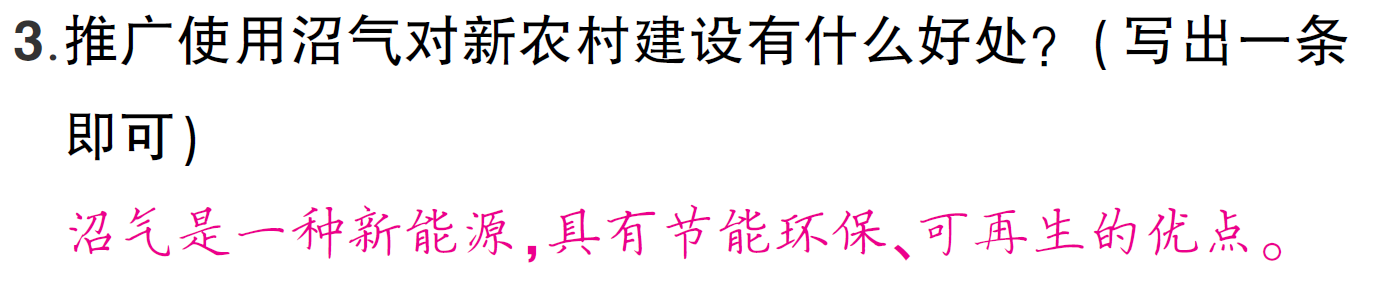 3.推广使用沼气对新农村建设有什么好处?（写出一条
即可）
沼气是一种新能源,具有节能环保、可再生的优点。